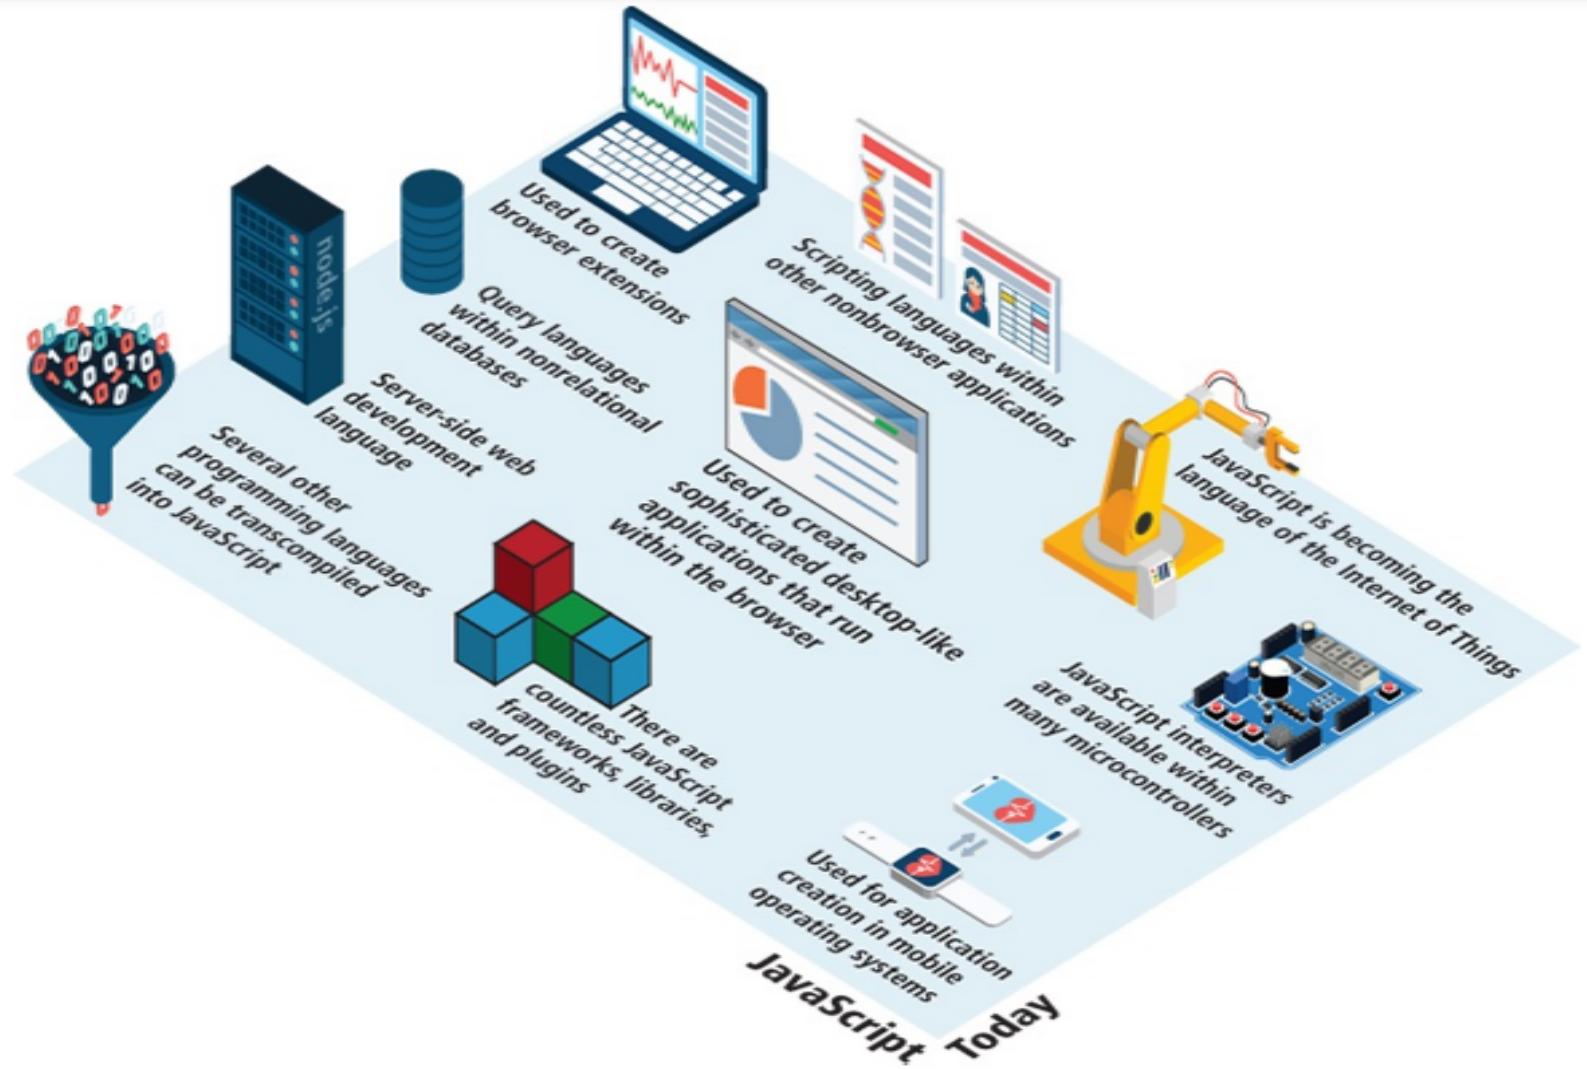 Used to create
browser extensions
Scripting languages within
other nonbrowser applications
node.js
Query languages
within nonrelational
databases
Server-side web
development
language
Several other
programming languages
can be transcompiled
into JavaScript
Used to create
sophisticated desktop-like
applications that run
within the browser
JavaScript is becoming the
language of the Internet of Things
There are
countless JavaScript
frameworks, libraries,
and plugins
JavaScript interpreters
are available within
many microcontrollers
Used for application
creation in mobile
operating systems
JavaScript
Today